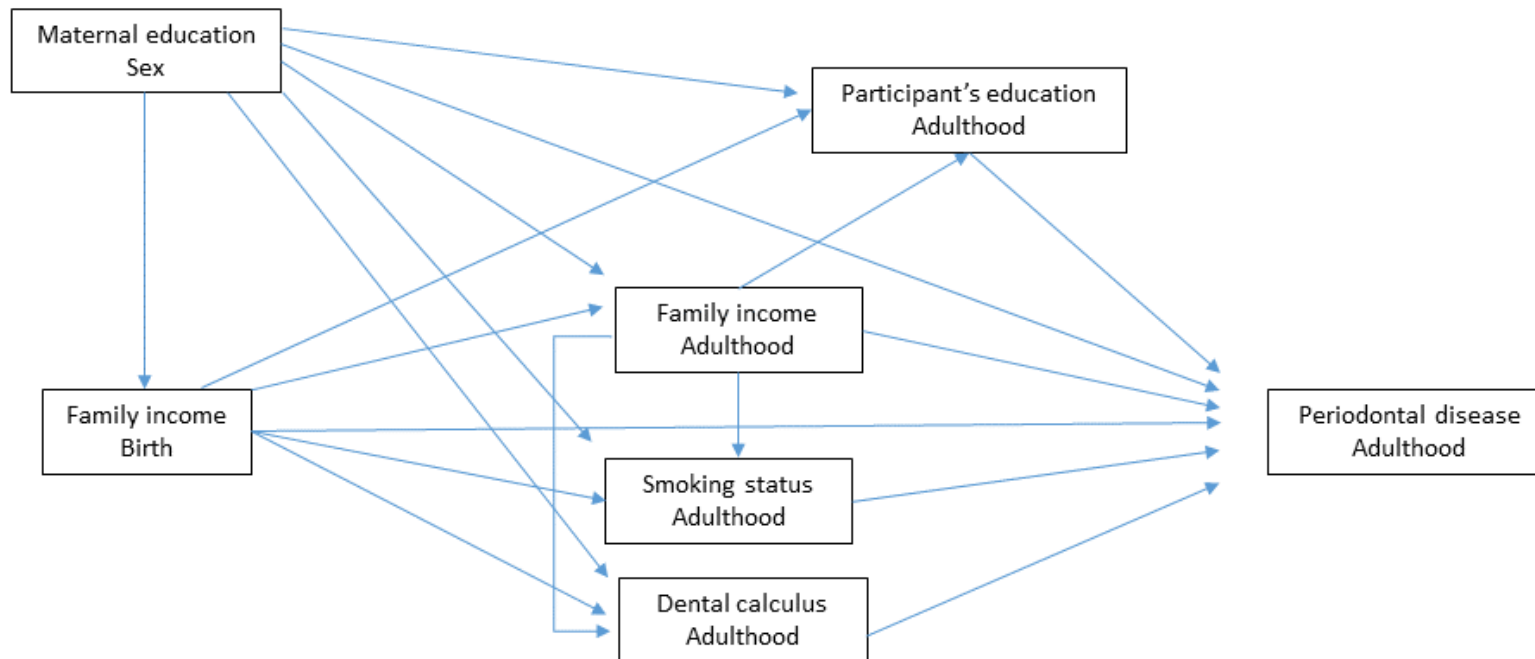 Maternal education
Sex
Participant’s education
Adulthood
Family income
Adulthood
Family income
Birth
Periodontal disease
Adulthood
Smoking status
Adulthood
Dental calculus
Adulthood